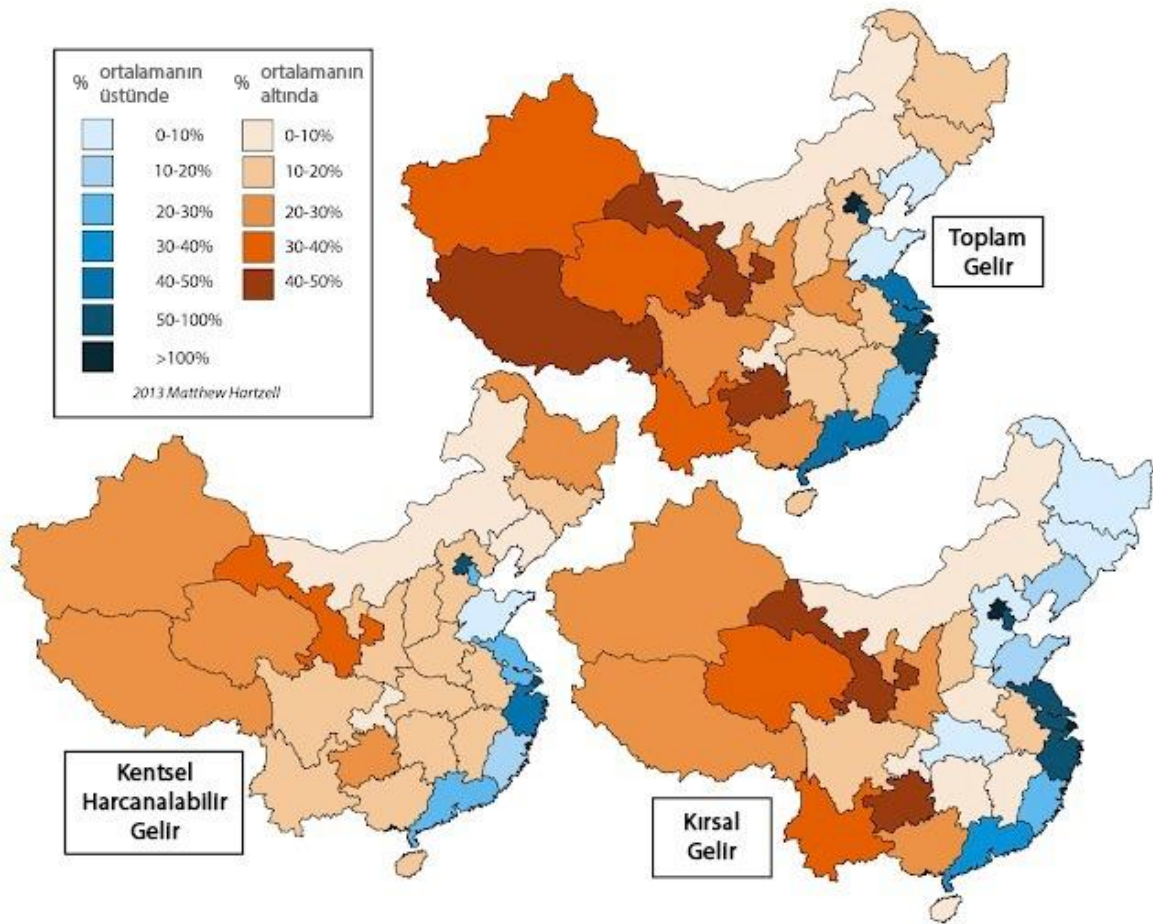 % ortalamanın
üstünde
% ortalamanın
altında
0-10%
0-10%
10-20%
10-20%
20-30%
20-30%
30-40%
30-40%
40-50%
40-50%
50-100%
>100%
2013 Matthew Hartzell
Toplam
Gelir
Kentsel
Harcanalabilir
Gelir
Kırsal
Gelir